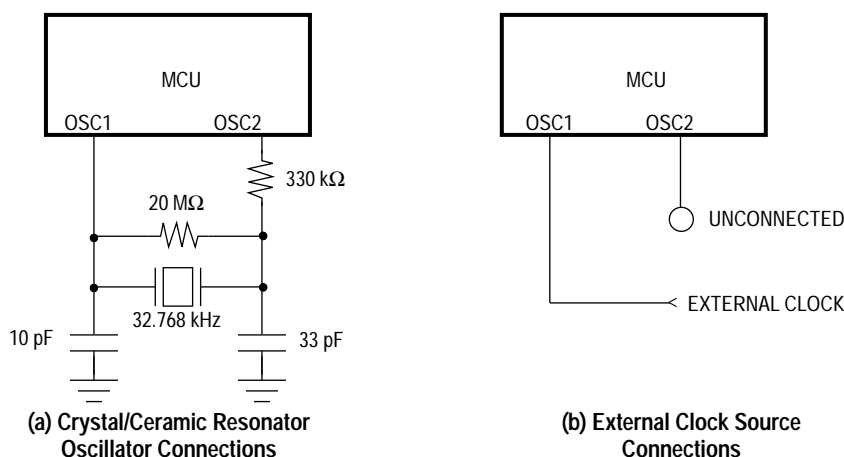 MCU
OSC1
OSC2
330 kΩ
20 MΩ
32.768 kHz
10 pF
33 pF
(a) Crystal/Ceramic Resonator
Oscillator Connections
MCU
OSC1
OSC2
UNCONNECTED
EXTERNAL CLOCK
(b) External Clock Source
Connections